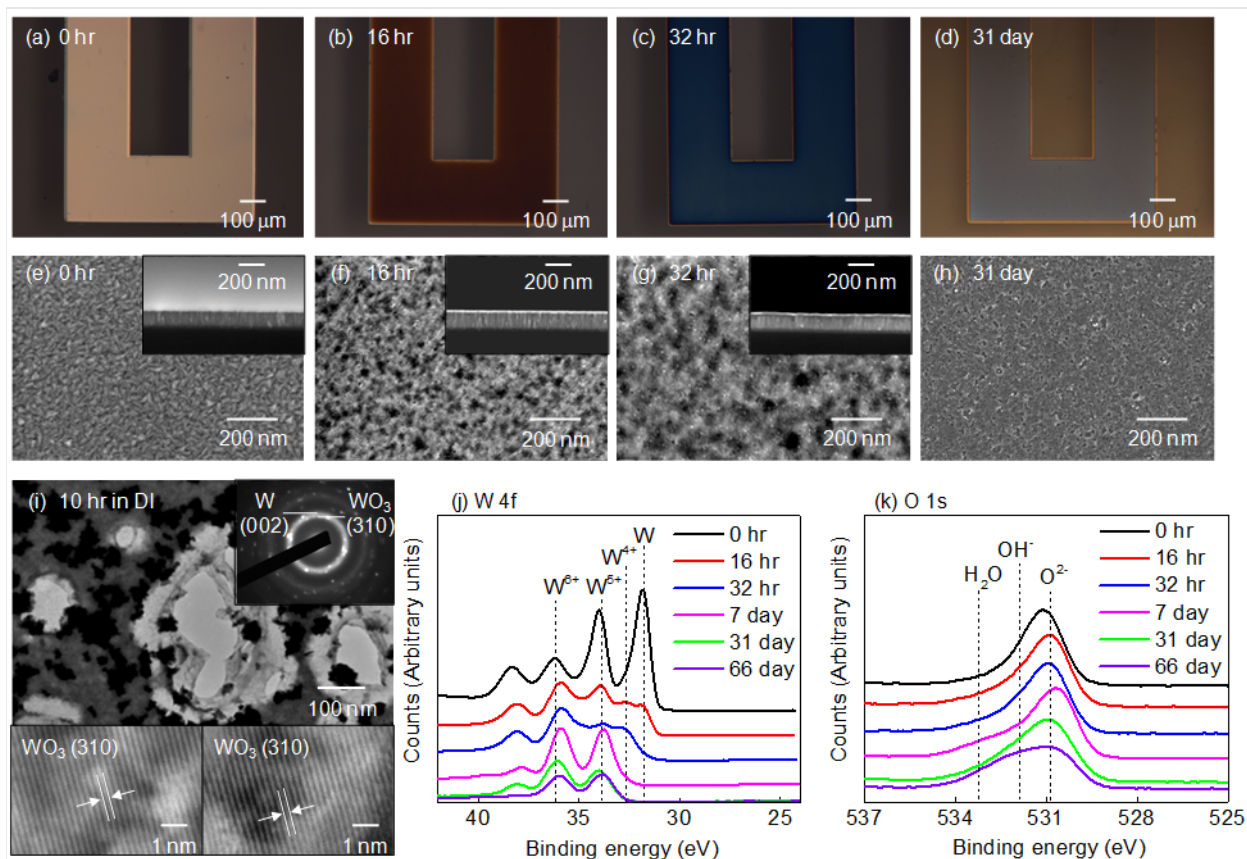 (a) 0 hr
100 μm
(b) 16 hr
100 μm
(c) 32 hr
100 μm
(d) 31 day
100 μm
(e) 0 hr
200 nm
200 nm
(f) 16 hr
200 nm
200 nm
(g) 32 hr
200 nm
200 nm
(h) 31 day
200 nm
(i) 10 hr in DI
W
(002)
WO₃
(310)
100 nm
WO₃ (310)
1 nm
WO₃ (310)
1 nm
(j) W 4f
W⁶⁺
W⁵⁺
W⁴⁺
W
0 hr
16 hr
32 hr
7 day
31 day
66 day
Counts (Arbitrary units)
40
35
30
25
Binding energy (eV)
(k) O 1s
H₂O
OH⁻
O²⁻
0 hr
16 hr
32 hr
7 day
31 day
66 day
Counts (Arbitrary units)
537
534
531
528
525
Binding energy (eV)